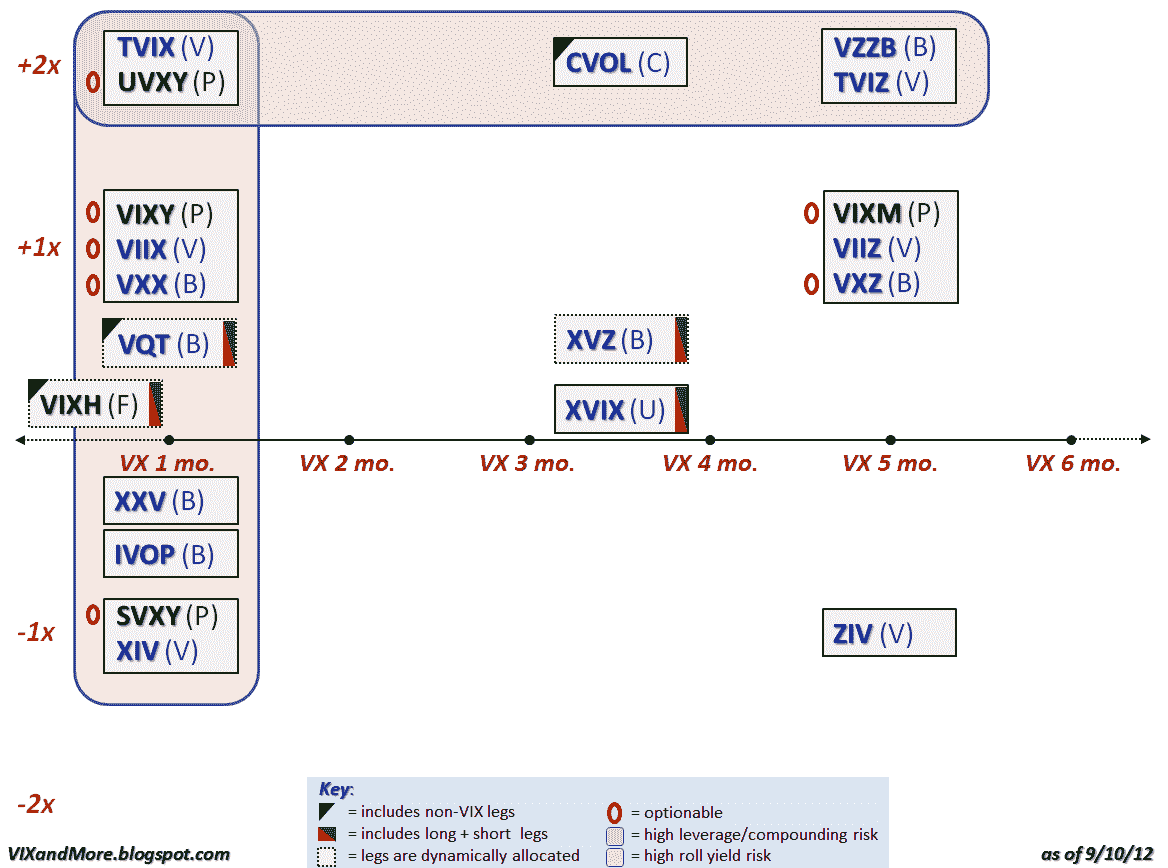 +2x
TVIX (V)
UVXY (P)
CVOL (C)
VZZB (B)
TVIZ (V)
+1x
VIXY (P)
VIIX (V)
VXX (B)
VIXM (P)
VIIZ (V)
VXZ (B)
VQT (B)
XVZ (B)
VIXH (F)
XVIX (U)
VX 1 mo.
VX 2 mo.
VX 3 mo.
VX 4 mo.
VX 5 mo.
VX 6 mo.
XXV (B)
IVOP (B)
-1x
SVXY (P)
XIV (V)
ZIV (V)
-2x
Key:
= includes non-VIX legs
= includes long + short legs
= legs are dynamically allocated
= optionable
= high leverage/compounding risk
= high roll yield risk
VIXandMore.blogspot.com
as of 9/10/12